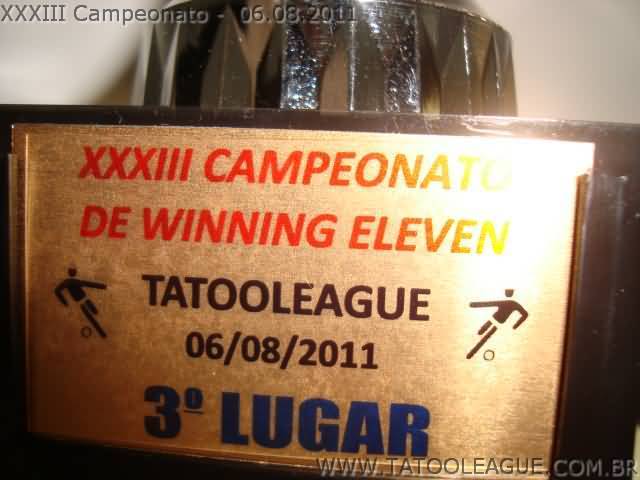 XXXIII Campeonato - 06.08.2011
XXXIII CAMPEONATO
DE WINNING ELEVEN
TATOOLEAGUE
06/08/2011
3º LUGAR
WWW.TATOOLEAGUE.COM.BR